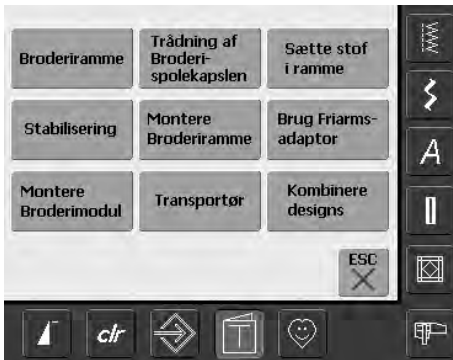 Broderiramme
Trådning af
Broderi-
spolekapslen
Sætte stof
i ramme
Stabilisering
Montere
Broderiramme
Brug Friarms-
adaptor
Montere
Broderimodul
Transportør
Kombinere
designs
ESC
A
clr
T